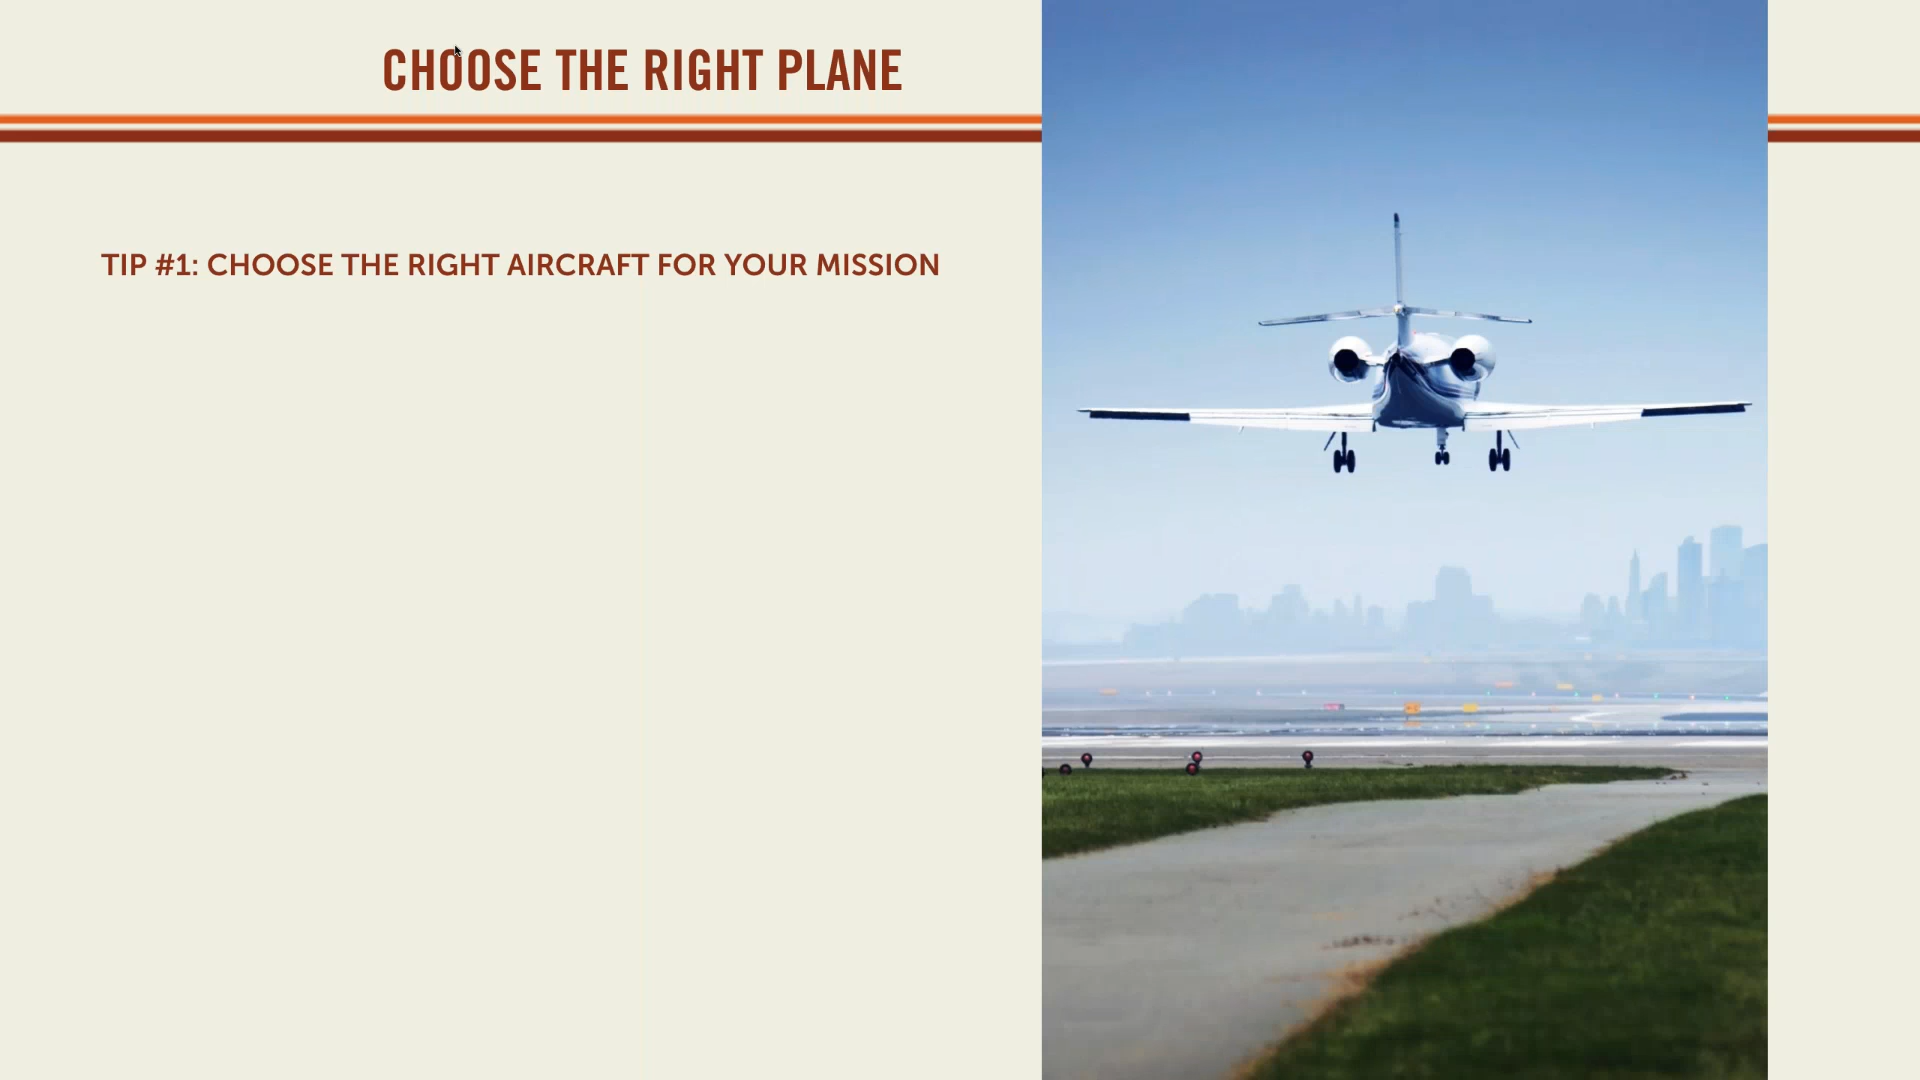 CHOOSE THE RIGHT PLANE
TIP #1: CHOOSE THE RIGHT AIRCRAFT FOR YOUR MISSION